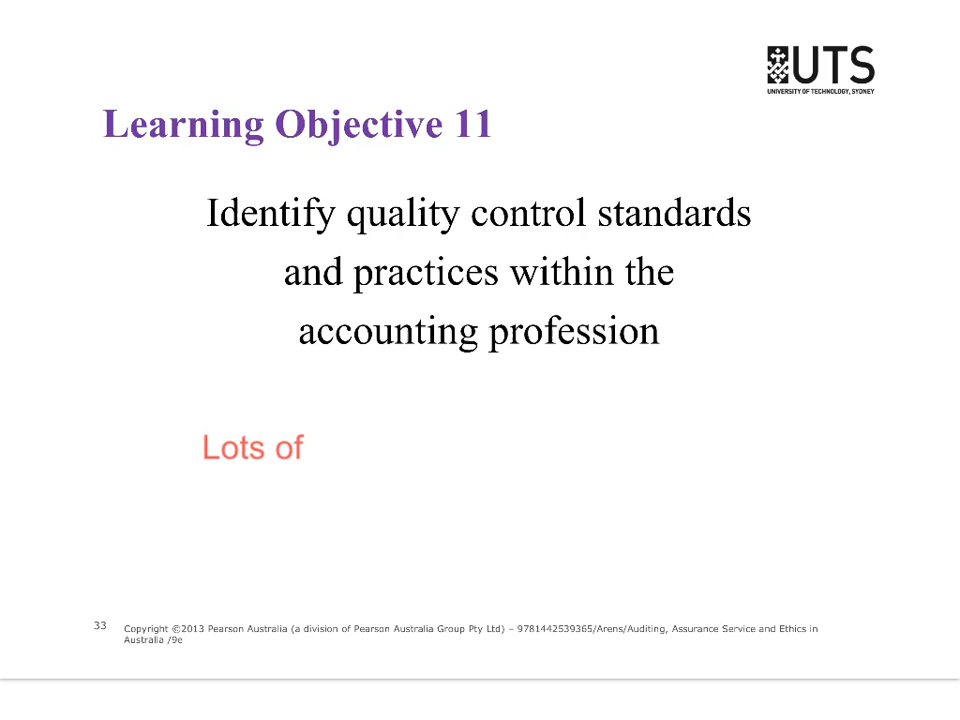 UTS
UNIVERSITY OF TECHNOLOGY, SYDNEY
Learning Objective 11
Identify quality control standards
and practices within the
accounting profession
Lots of
33
Copyright ©2013 Pearson Australia (a division of Pearson Australia Group Pty Ltd) – 9781442539365/Arens/Auditing, Assurance Service and Ethics in
Australia /9e